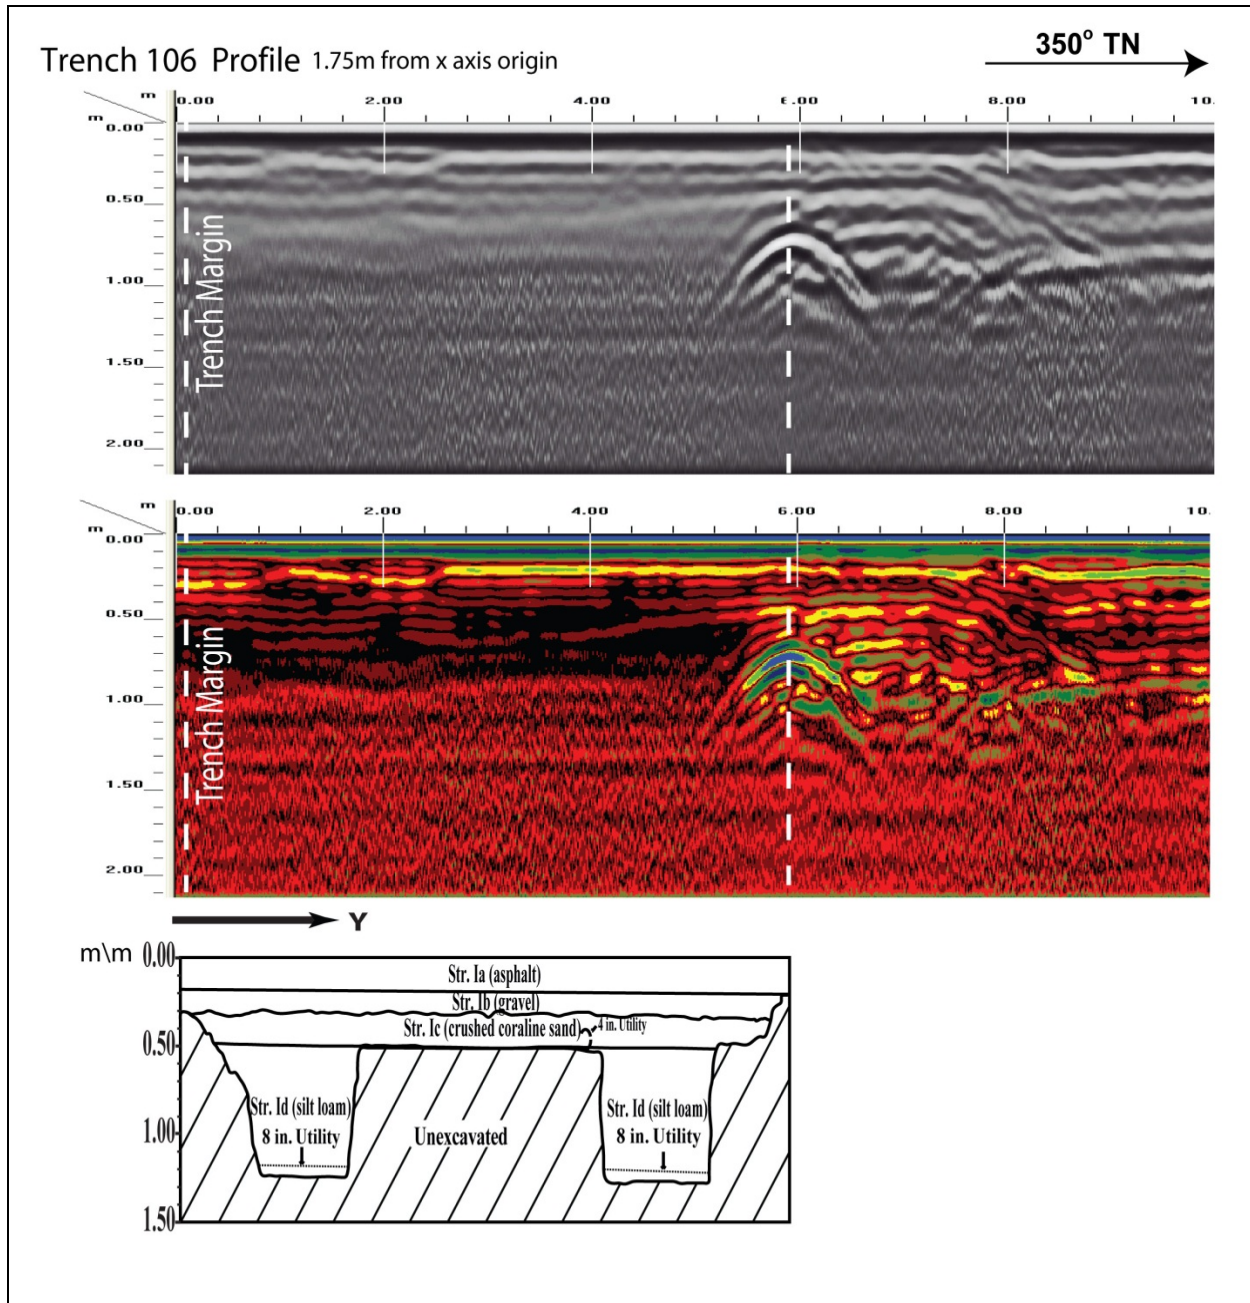 Trench 106 Profile 1.75m from x axis origin
350° TN
m 0.00 2.00 4.00 6.00 8.00 10.
m
0.00
0.50
1.00
1.50
2.00
Trench Margin
m 0.00 2.00 4.00 6.00 8.00 10.
m
0.00
0.50
1.00
1.50
2.00
Trench Margin
Y
m\m 0.00
0.50
1.00
1.50
Str. Ia (asphalt)
Str. Ib (gravel)
Str. Ic (crushed coraline sand) 4 in. Utility
Str. Id (silt loam)
8 in. Utility
Unexcavated
Str. Id (silt loam)
8 in. Utility